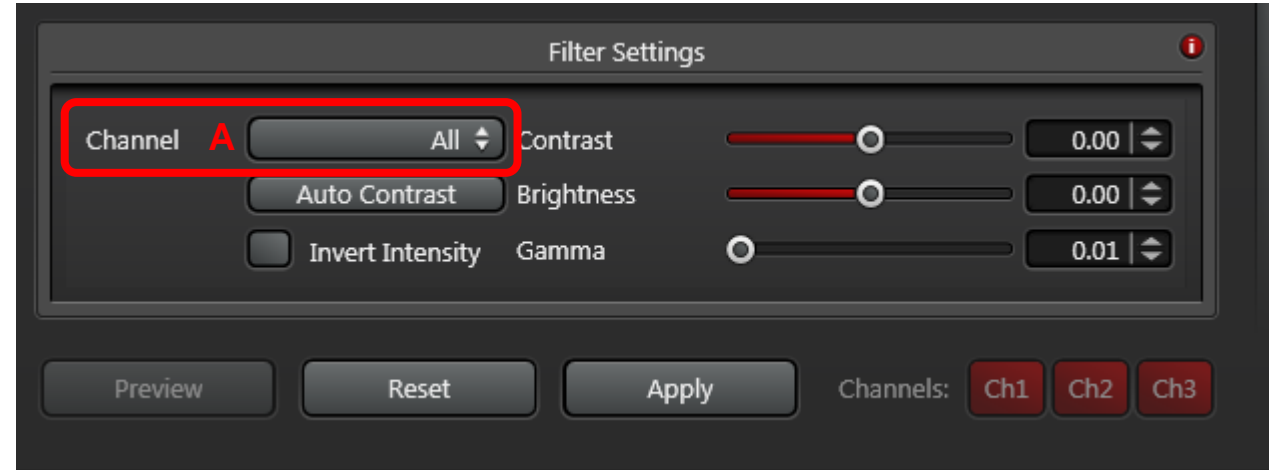 Filter Settings
i
Channel A All Contrast 0.00
Auto Contrast Brightness 0.00
Invert Intensity Gamma 0.01
Preview Reset Apply Channels: Ch1 Ch2 Ch3